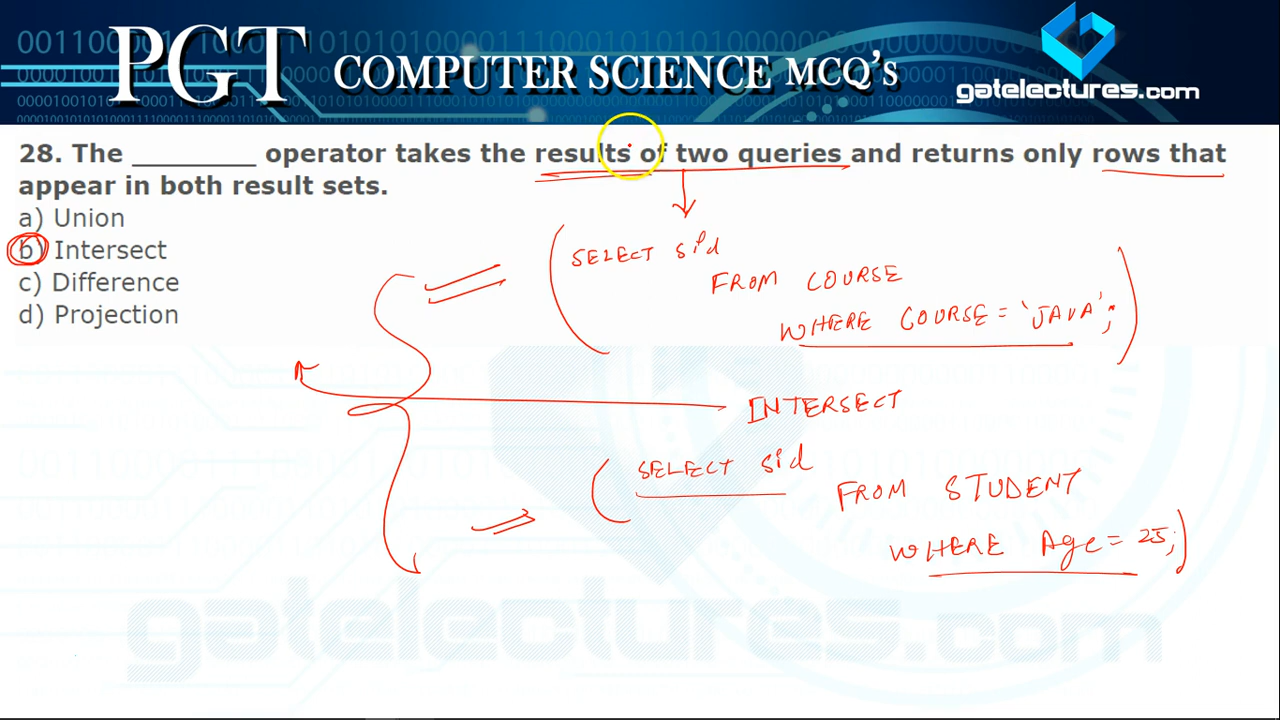 PGT COMPUTER SCIENCE MCQ's
gatelectures.com
28. The ________ operator takes the results of two queries and returns only rows that
appear in both result sets.
a) Union
b) Intersect
c) Difference
d) Projection
(SELECT sid
FROM COURSE
WHERE COURSE = 'JAVA';)
INTERSECT
(SELECT sid
FROM STUDENT
WHERE Age = 25;)
gatelectures.com